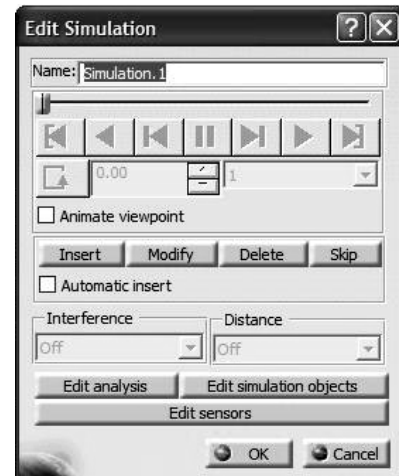 Edit Simulation
Name: Simulation.1
0.00 1
Animate viewpoint
Insert Modify Delete Skip
Automatic insert
Interference Distance
Off Off
Edit analysis Edit simulation objects
Edit sensors
OK Cancel